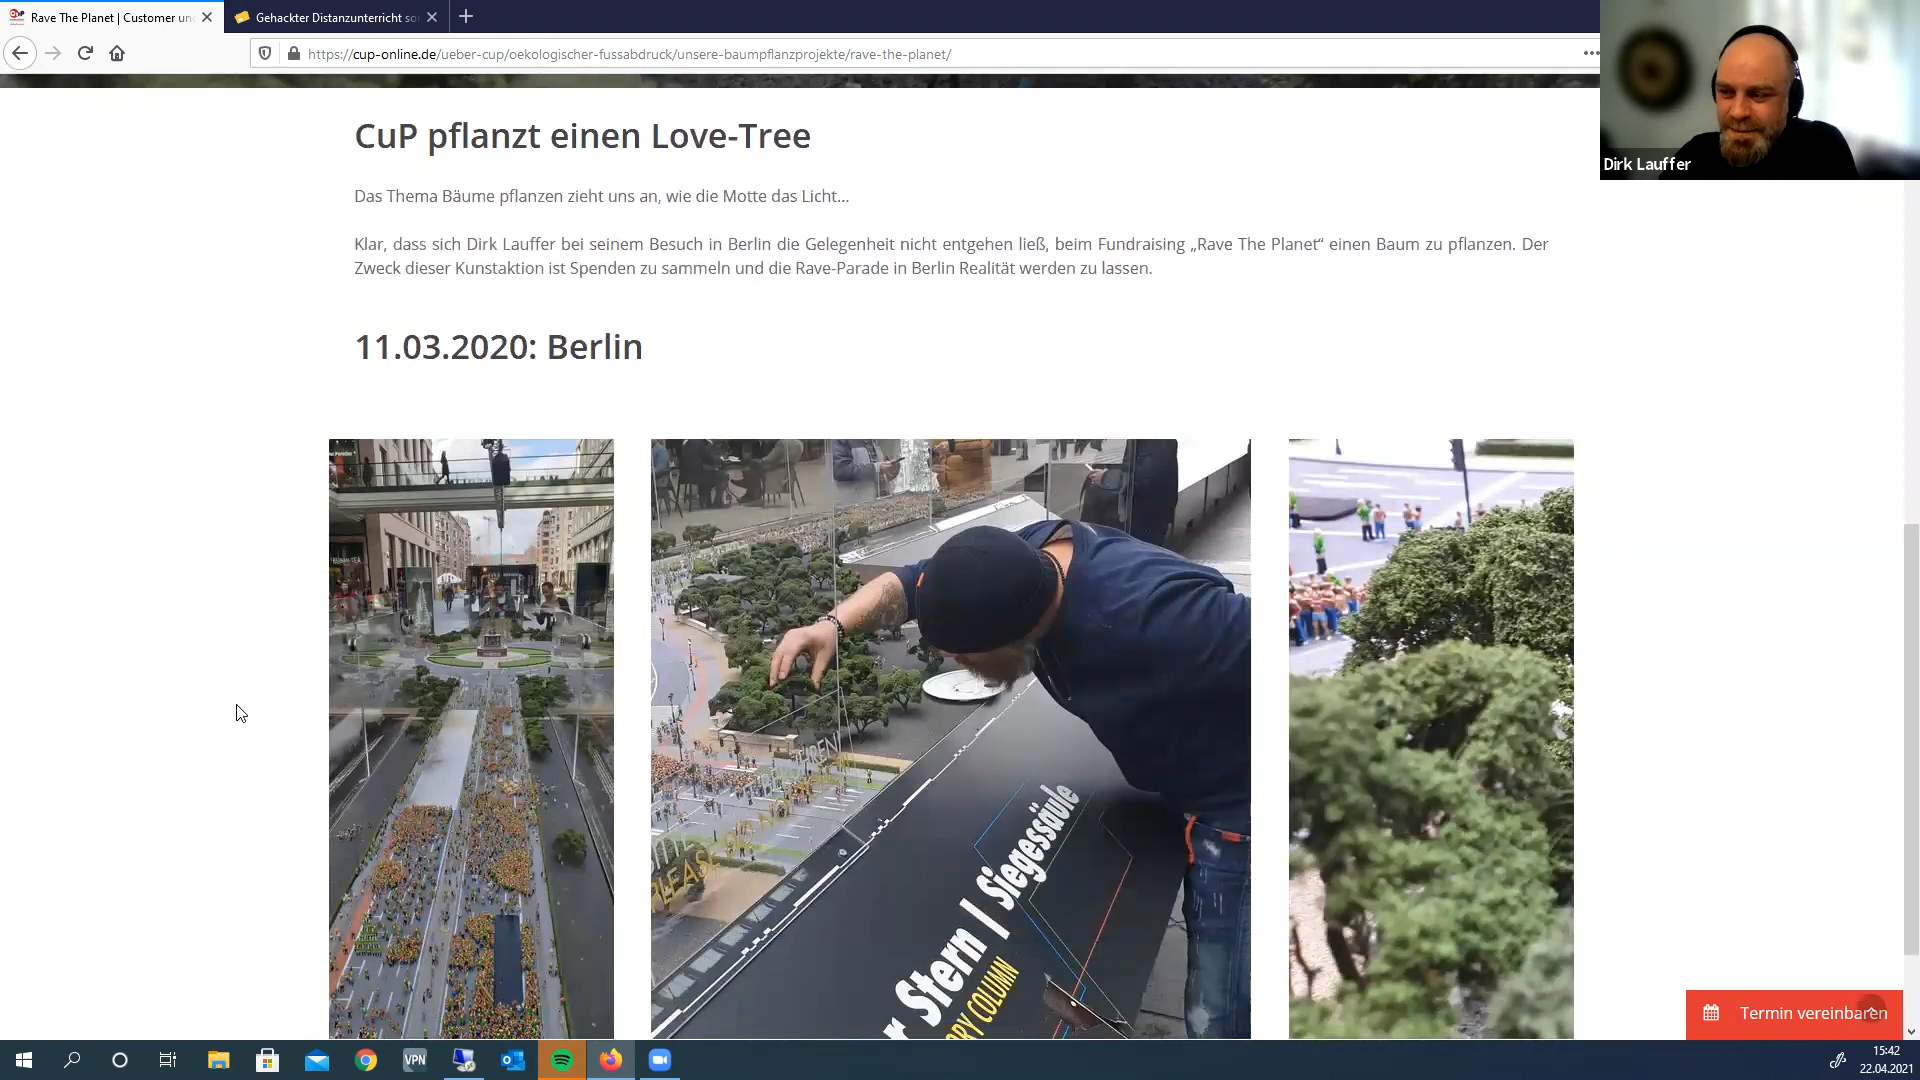 Rave The Planet | Customer un
Gehackter Distanzunterricht so
https://cup-online.de/ueber-cup/oekologischer-fussabdruck/unsere-baumpflanzprojekte/rave-the-planet/
Dirk Lauffer
CuP pflanzt einen Love-Tree
Das Thema Bäume pflanzen zieht uns an, wie die Motte das Licht...
Klar, dass sich Dirk Lauffer bei seinem Besuch in Berlin die Gelegenheit nicht entgehen ließ, beim Fundraising „Rave The Planet“ einen Baum zu pflanzen. Der
Zweck dieser Kunstaktion ist Spenden zu sammeln und die Rave-Parade in Berlin Realität werden zu lassen.
11.03.2020: Berlin
PLEASE
r Stern | Siegessäule
ORY COLUMN
Termin vereinbaren
VPN
15:42
22.04.2021